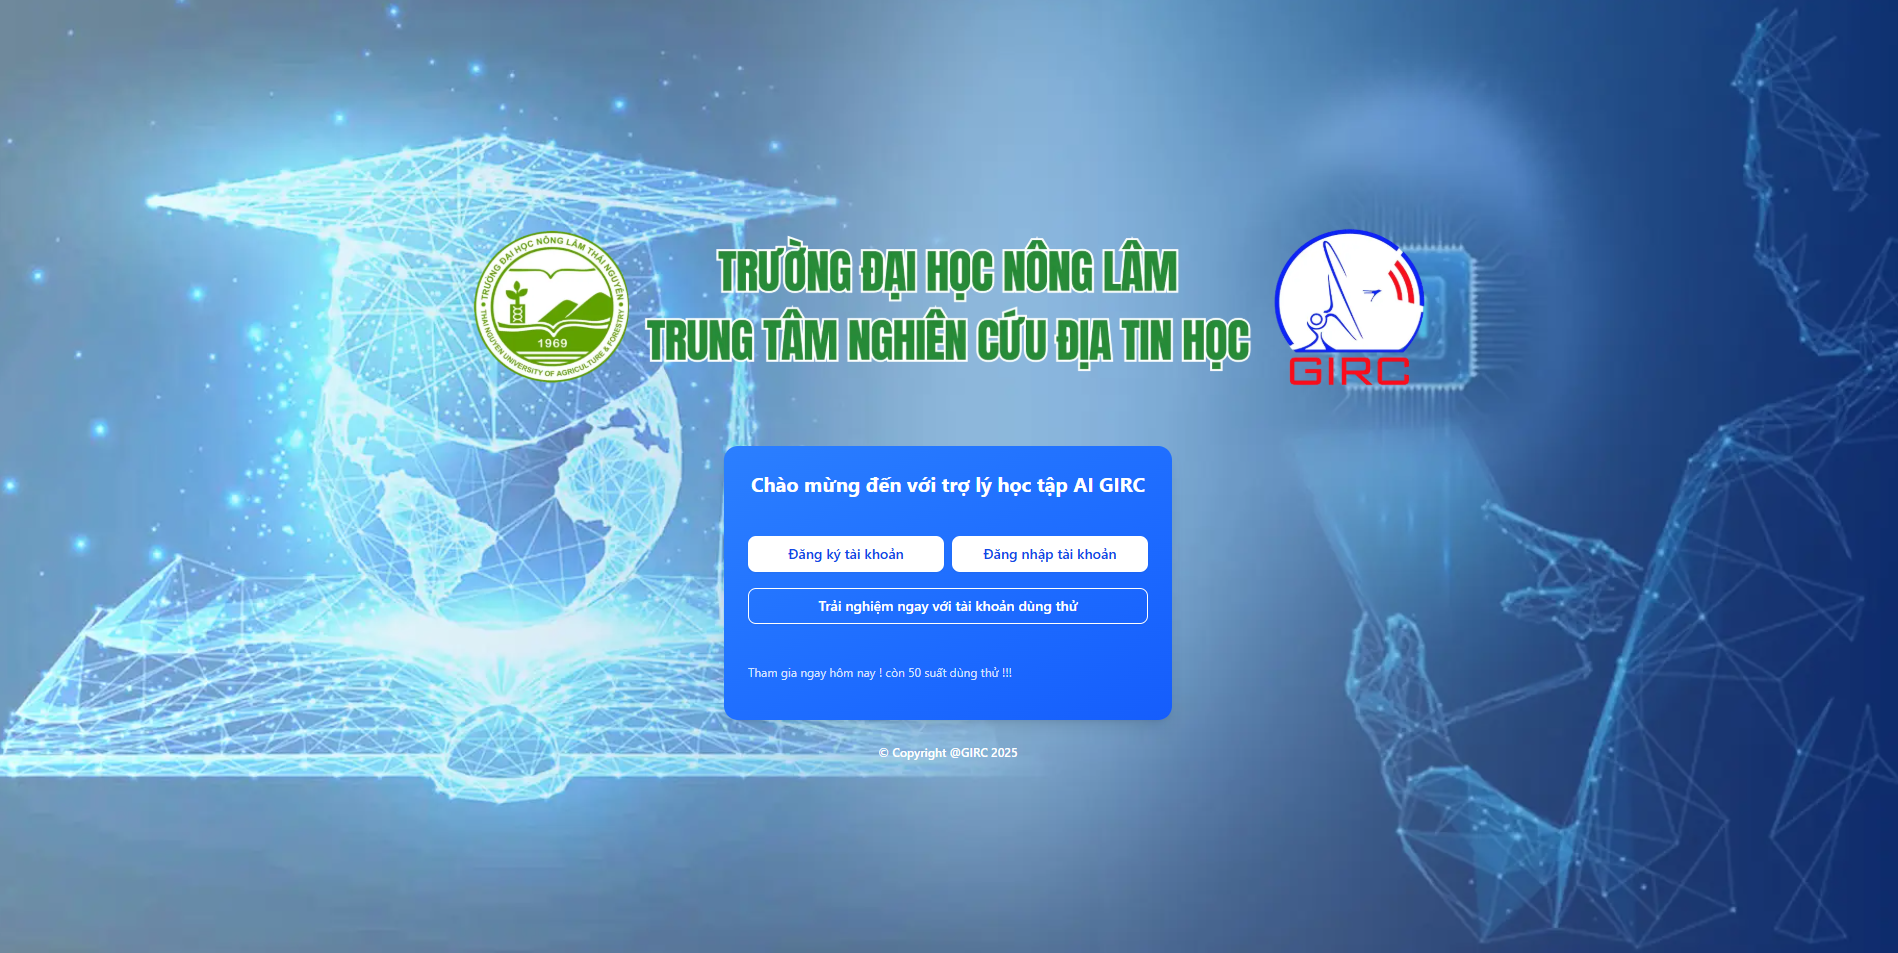 TRƯỜNG ĐẠI HỌC NÔNG LÂM THÁI NGUYÊN
1969
THAI NGUYEN UNIVERSITY OF AGRICULTURE & FORESTRY
TRƯỜNG ĐẠI HỌC NÔNG LÂM
TRUNG TÂM NGHIÊN CỨU ĐỊA TIN HỌC
GIRC
Chào mừng đến với trợ lý học tập AI GIRC
Đăng ký tài khoản
Đăng nhập tài khoản
Trải nghiệm ngay với tài khoản dùng thử
Tham gia ngay hôm nay ! còn 50 suất dùng thử !!!
© Copyright @GIRC 2025